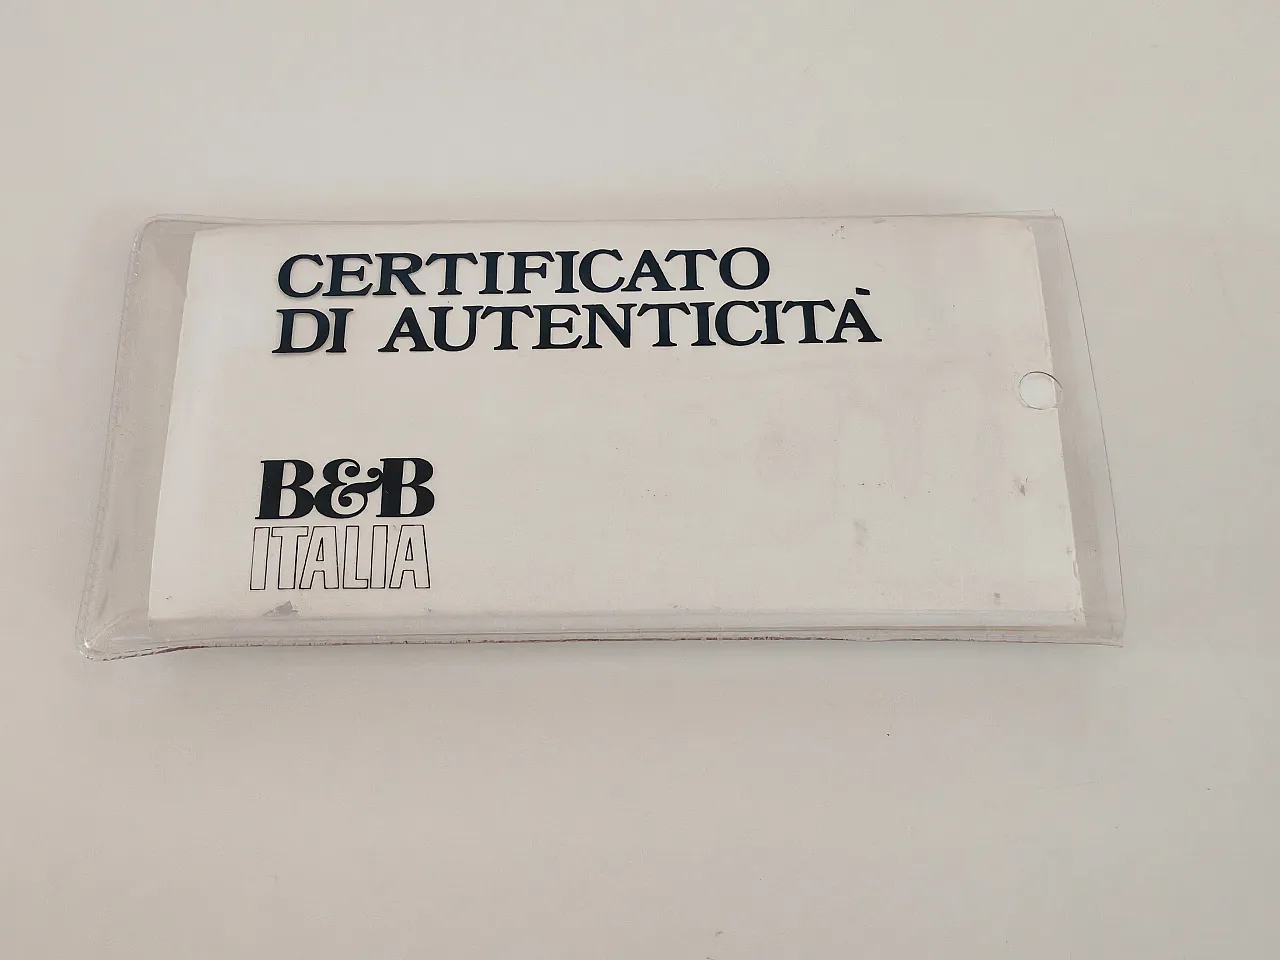 CERTIFICATO
DI AUTENTICITÀ
B&B
ITALIA